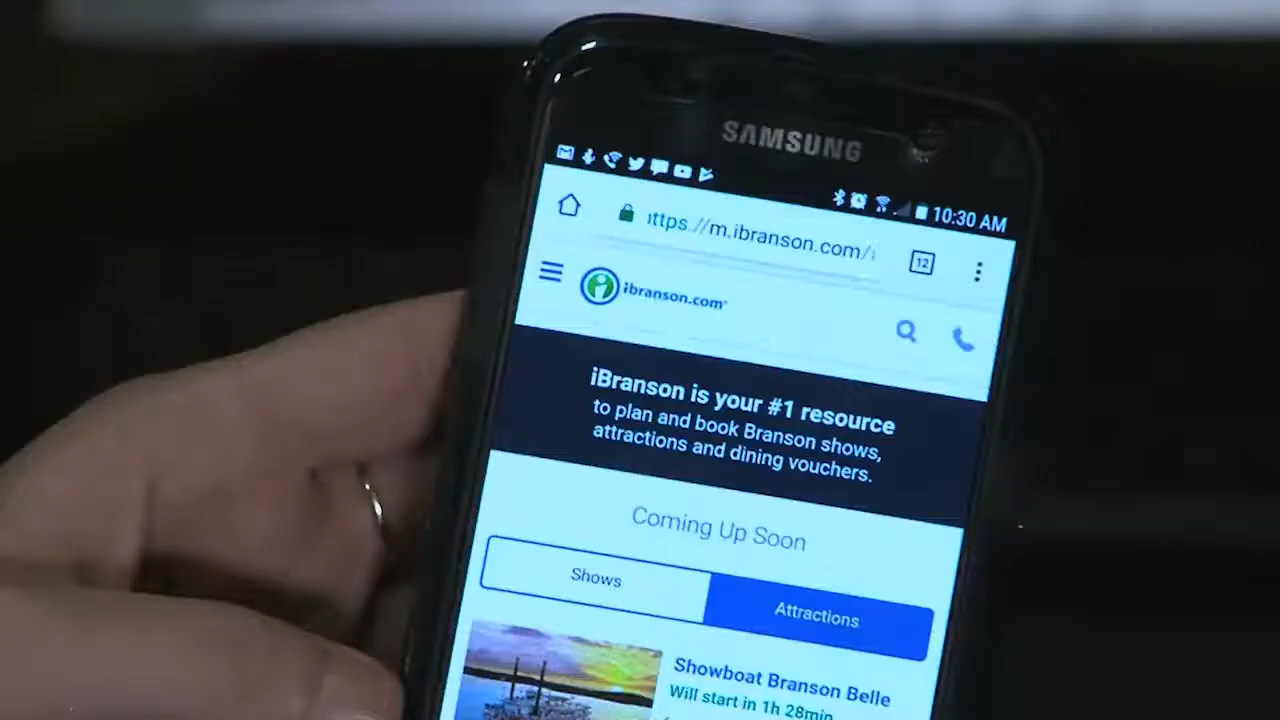 SAMSUNG
10:30 AM
ttps://m.ibranson.com/
12
ibranson.com
iBranson is your #1 resource
to plan and book Branson shows,
attractions and dining vouchers.
Coming Up Soon
Shows
Attractions
Showboat Branson Belle
Will start in 1h 28min